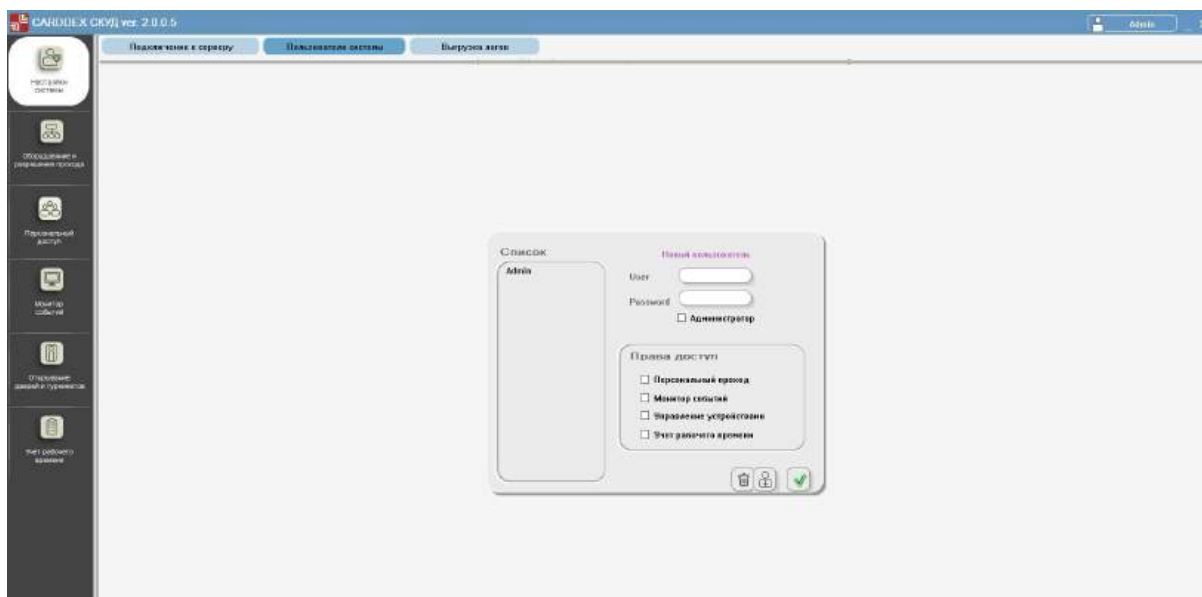 CARDDEX СКУД ver. 2.0.0.5
Admin
Подключение к серверу
Пользователи системы
Выгрузка логов
Настройки
системы
Оборудование и
разрешения прохода
Персональный
доступ
Монитор
событий
Открывание
дверей и турникетов
Учет рабочего
времени
Список
Admin
Новый пользователь
User
Password
Администратор
Права доступ
Персональный проход
Монитор событий
Управление устройствами
Учет рабочего времени